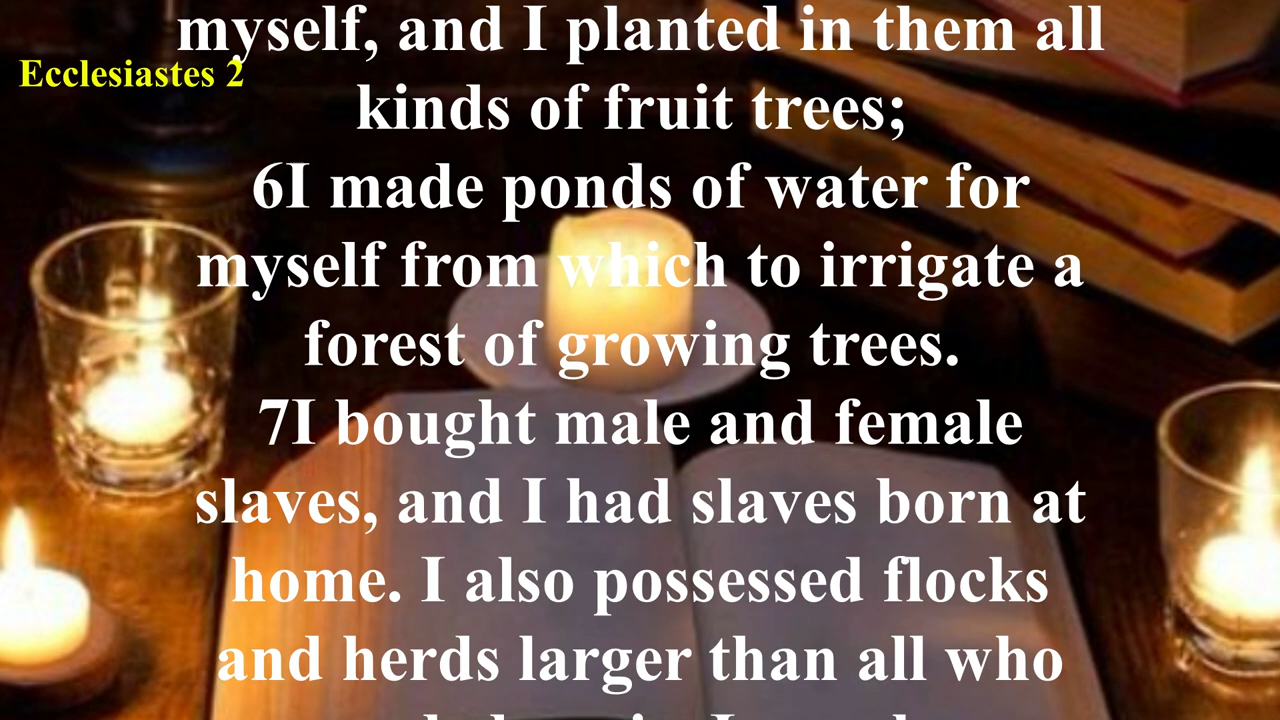 myself, and I planted in them all
Ecclesiastes 2
kinds of fruit trees;
6I made ponds of water for
myself from which to irrigate a
forest of growing trees.
7I bought male and female
slaves, and I had slaves born at
home. I also possessed flocks
and herds larger than all who